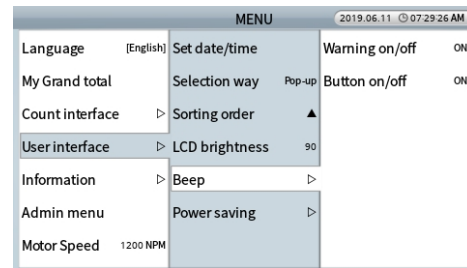 MENU
2019.06.11 07:29:26 AM
Language [English]
My Grand total
Count interface ▷
User interface ▷
Information ▷
Admin menu
Motor Speed 1200 NPM
Set date/time
Selection way Pop-up
Sorting order ▲
LCD brightness 90
Beep ▷
Power saving ▷
Warning on/off ON
Button on/off ON